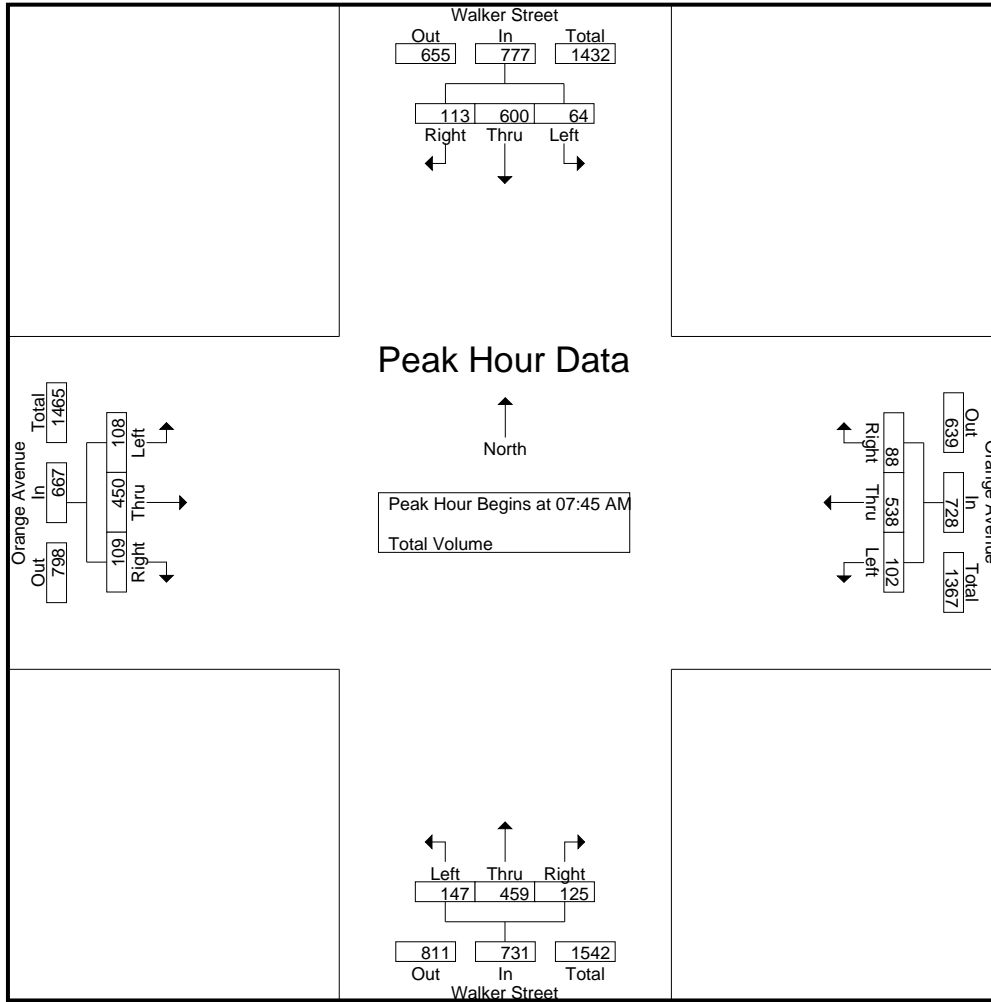 Walker Street
Out In Total
655 777 1432
113 600 64
Right Thru Left
Peak Hour Data
North
Peak Hour Begins at 07:45 AM
Total Volume
Orange Avenue
Total In Out
1465 667 798
108 450 109
Left Thru Right
Orange Avenue
Out In Total
639 728 1367
88 538 102
Right Thru Left
Left Thru Right
147 459 125
811 731 1542
Out In Total
Walker Street